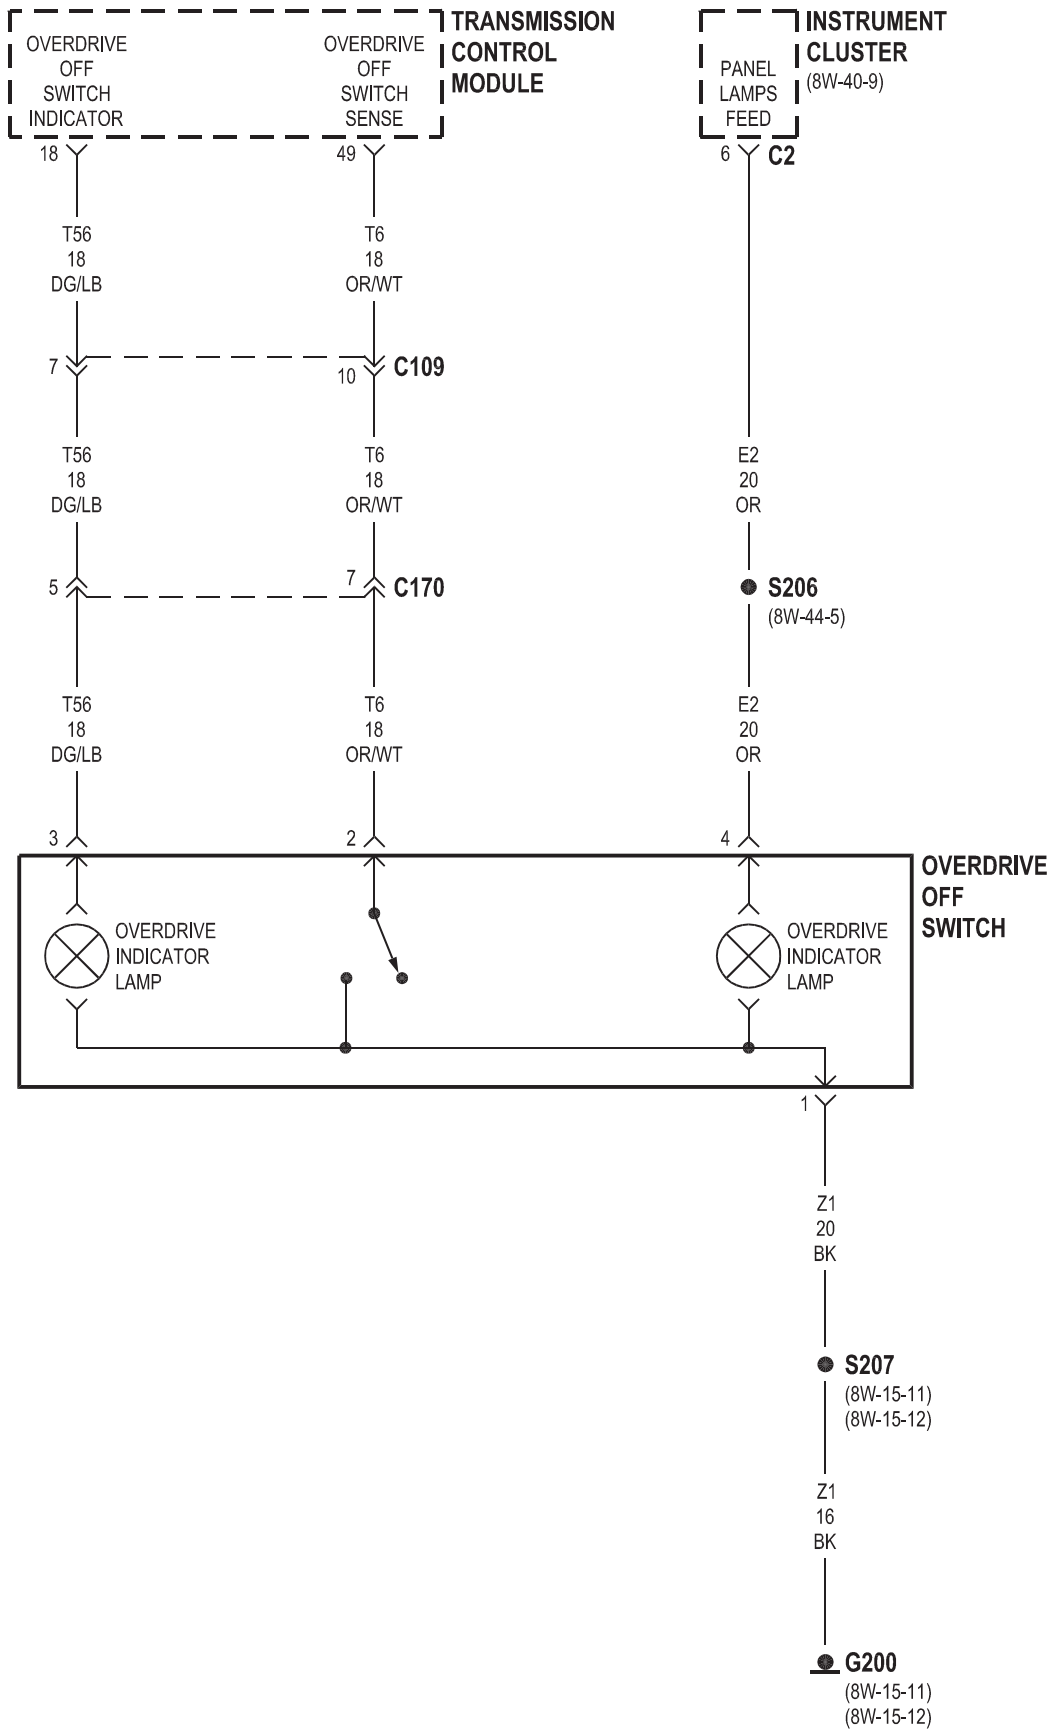 OVERDRIVE
OFF
SWITCH
INDICATOR
OVERDRIVE
OFF
SWITCH
SENSE
TRANSMISSION
CONTROL
MODULE
PANEL
LAMPS
FEED
INSTRUMENT
CLUSTER
(8W-40-9)
18
49
6
C2
T56
18
DG/LB
T6
18
OR/WT
7
10
C109
T56
18
DG/LB
T6
18
OR/WT
E2
20
OR
5
7
C170
S206
(8W-44-5)
T56
18
DG/LB
T6
18
OR/WT
E2
20
OR
3
2
4
OVERDRIVE
OFF
SWITCH
OVERDRIVE
INDICATOR
LAMP
OVERDRIVE
INDICATOR
LAMP
1
Z1
20
BK
S207
(8W-15-11)
(8W-15-12)
Z1
16
BK
G200
(8W-15-11)
(8W-15-12)